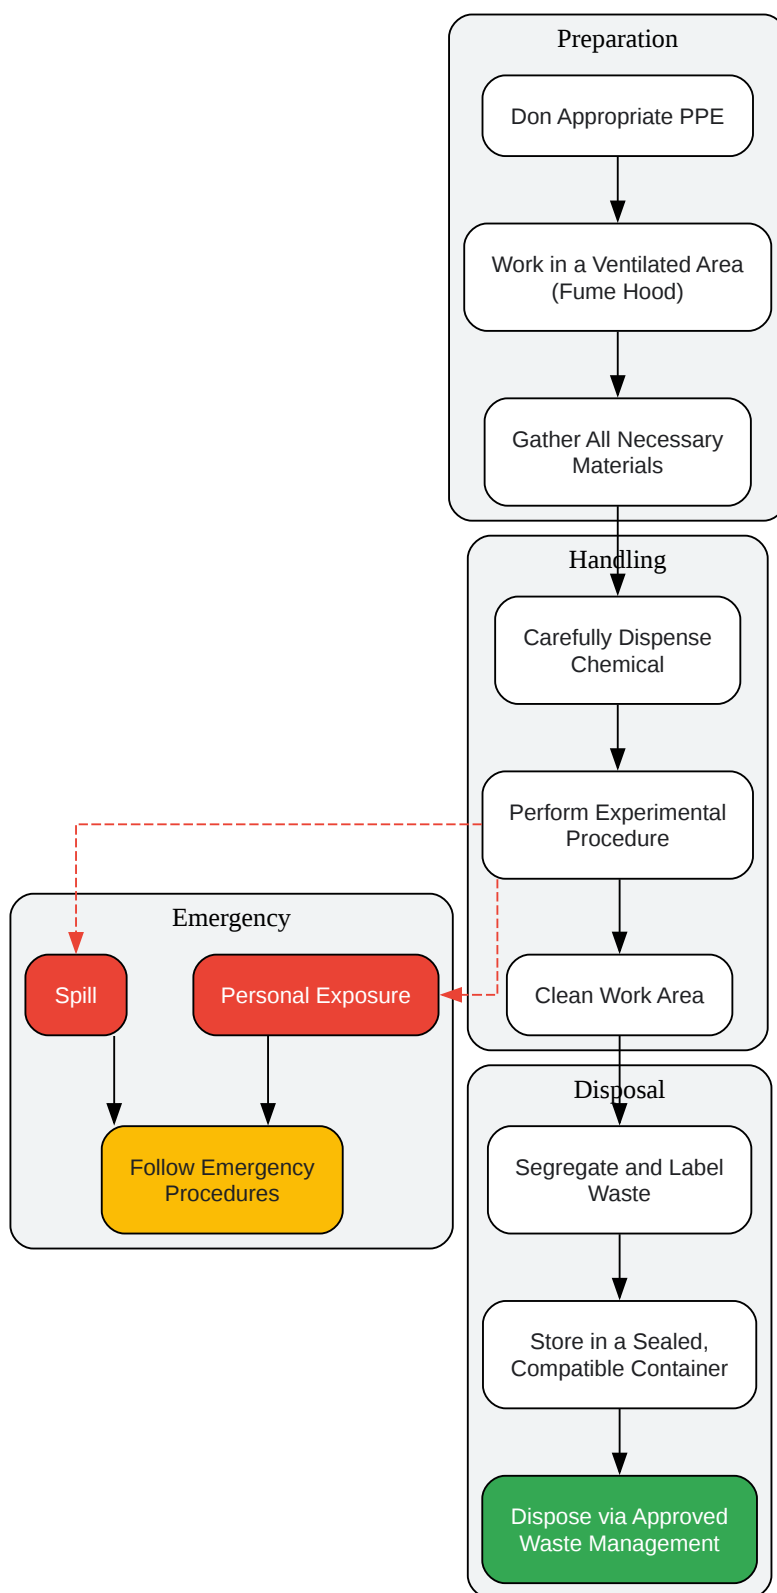 Preparation
Don Appropriate PPE
Work in a Ventilated Area
(Fume Hood)
Gather All Necessary
Materials
Handling
Carefully Dispense
Chemical
Perform Experimental
Procedure
Clean Work Area
Emergency
Spill
Personal Exposure
Follow Emergency
Procedures
Disposal
Segregate and Label
Waste
Store in a Sealed,
Compatible Container
Dispose via Approved
Waste Management